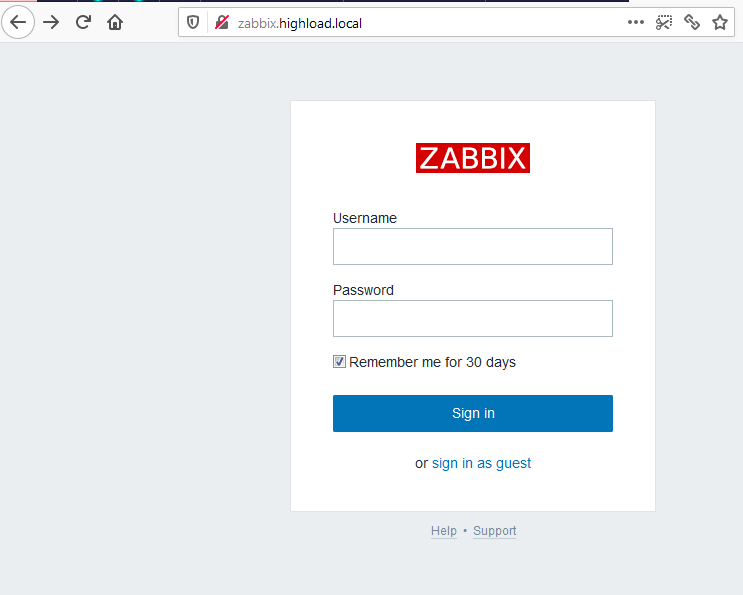 zabbix.highload.local
ZABBIX
Username
Password
Remember me for 30 days
Sign in
or sign in as guest
Help • Support